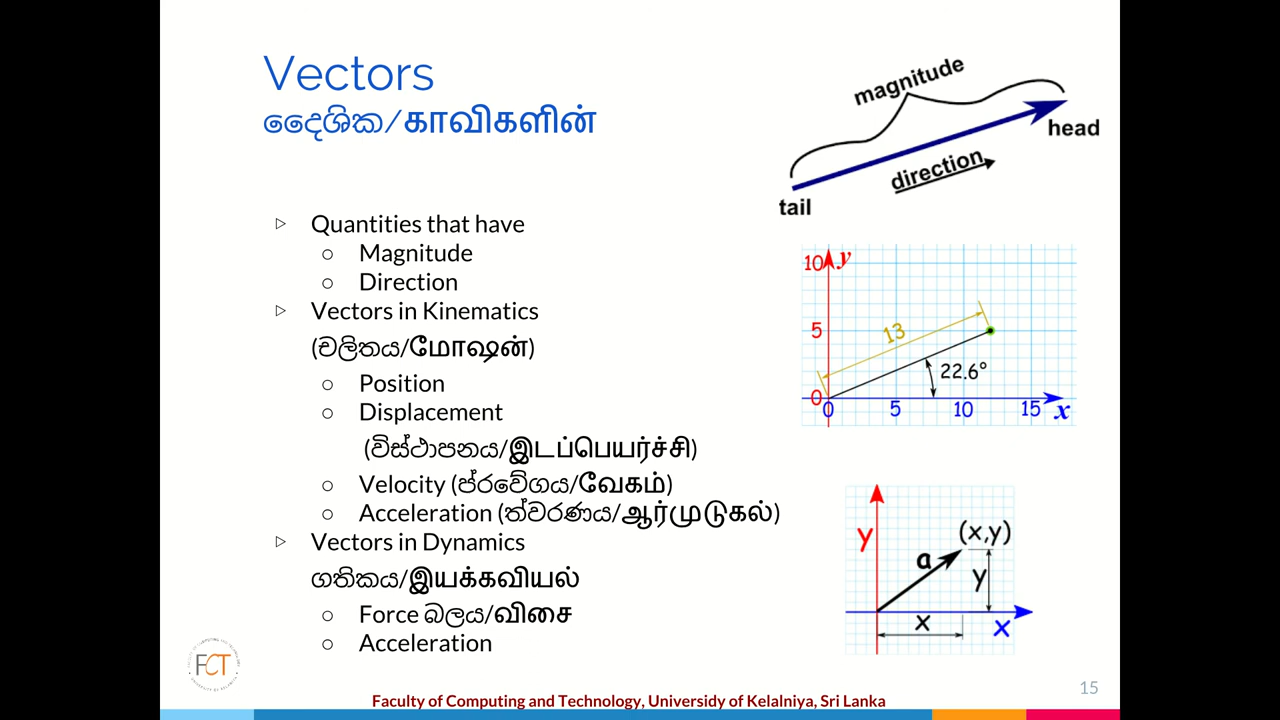 Vectors
දෛශික/காவிகளின்
▷ Quantities that have
○ Magnitude
○ Direction
▷ Vectors in Kinematics
(චලිතය/மோஷன்)
○ Position
○ Displacement
(විස්ථාපනය/இடப்பெயர்ச்சி)
○ Velocity (ප්රවේගය/வேகம்)
○ Acceleration (ත්වරණය/ஆர்முடுகல்)
▷ Vectors in Dynamics
ගතිකය/இயக்கவியல்
○ Force බලය/விசை
○ Acceleration
magnitude
head
direction
tail
10 y
5
13
22.6°
0
0 5 10 15 x
y
(x,y)
a
y
x
x
FCT
15
Faculty of Computing and Technology, Universidy of Kelalniya, Sri Lanka